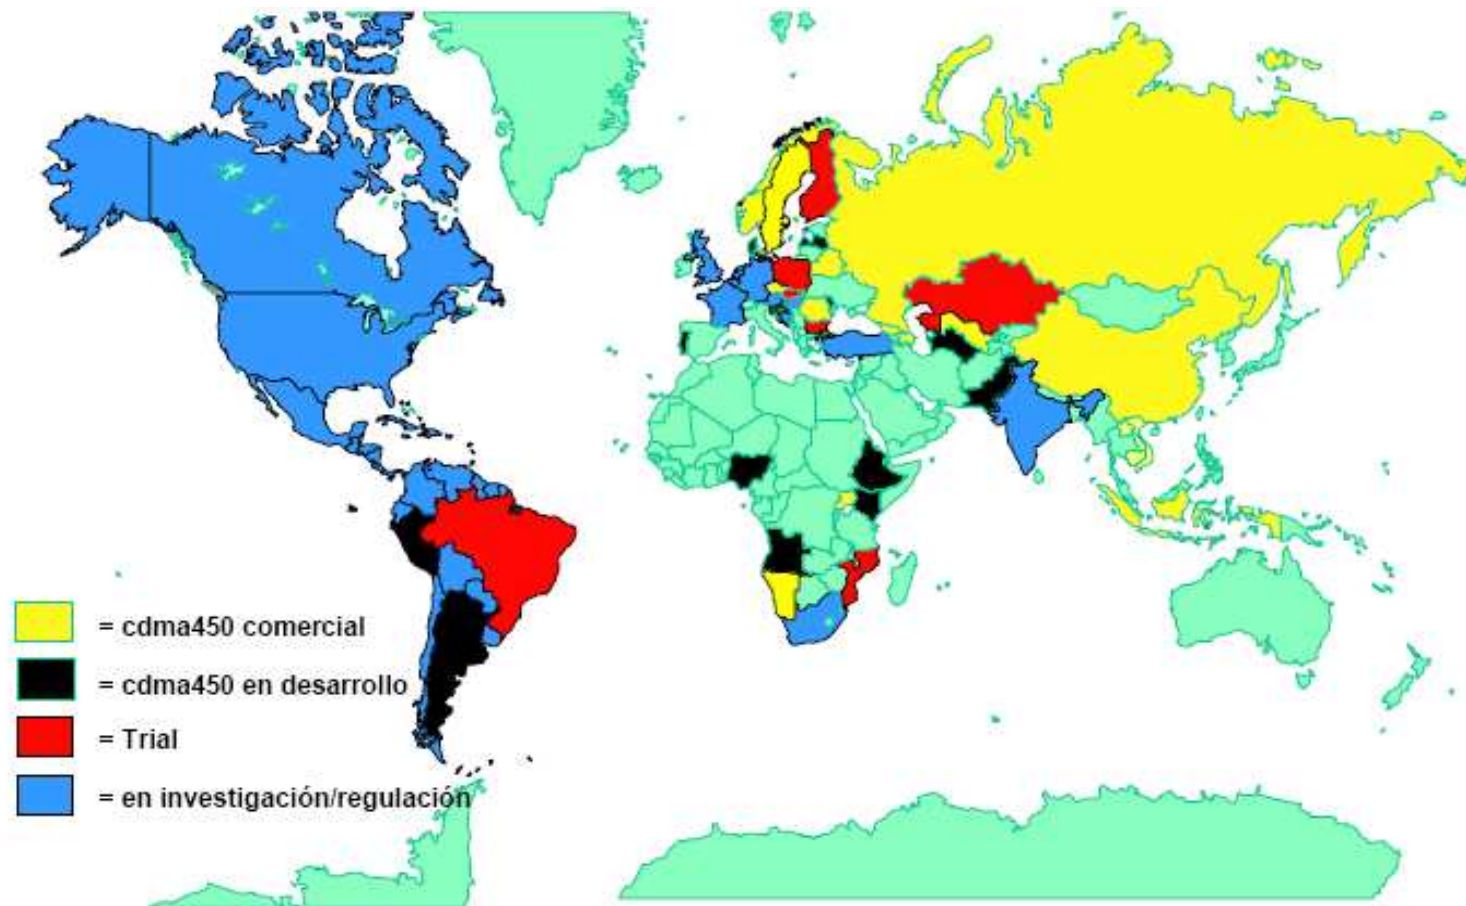 = cdma450 comercial
= cdma450 en desarrollo
= Trial
= en investigación/regulación